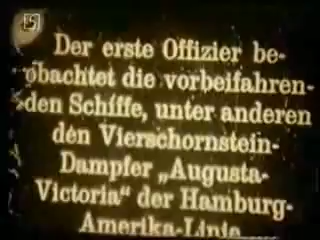 Der erste Offizier be-
obachtet die vorbeifahren-
den Schiffe, unter anderen
den Vierschornstein-
Dampfer „Augusta-
Victoria" der Hamburg-
Amerika-Linie